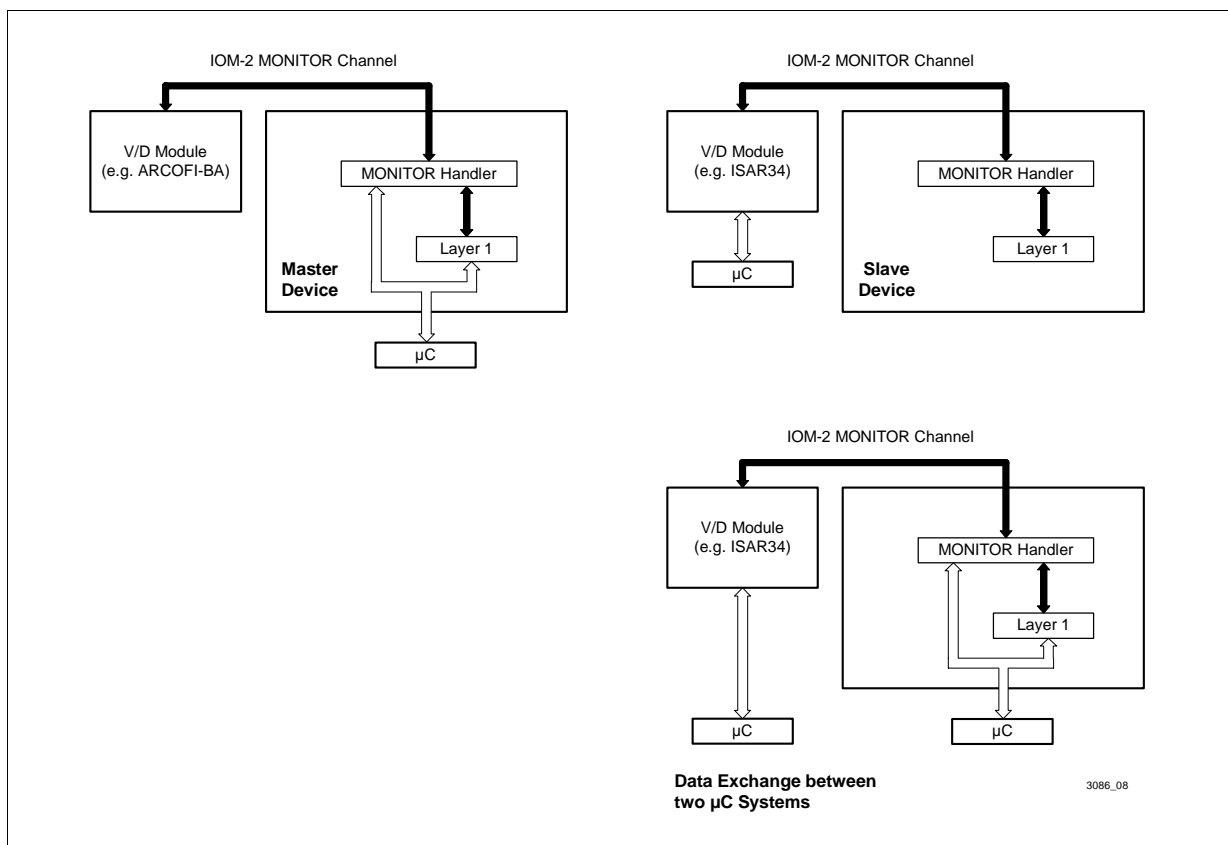 IOM-2 MONITOR Channel
V/D Module
(e.g. ARCOFI-BA)
MONITOR Handler
Layer 1
Master
Device
µC
IOM-2 MONITOR Channel
V/D Module
(e.g. ISAR34)
MONITOR Handler
Layer 1
µC
Slave
Device
IOM-2 MONITOR Channel
V/D Module
(e.g. ISAR34)
MONITOR Handler
Layer 1
µC
µC
Data Exchange between
two µC Systems
3086_08